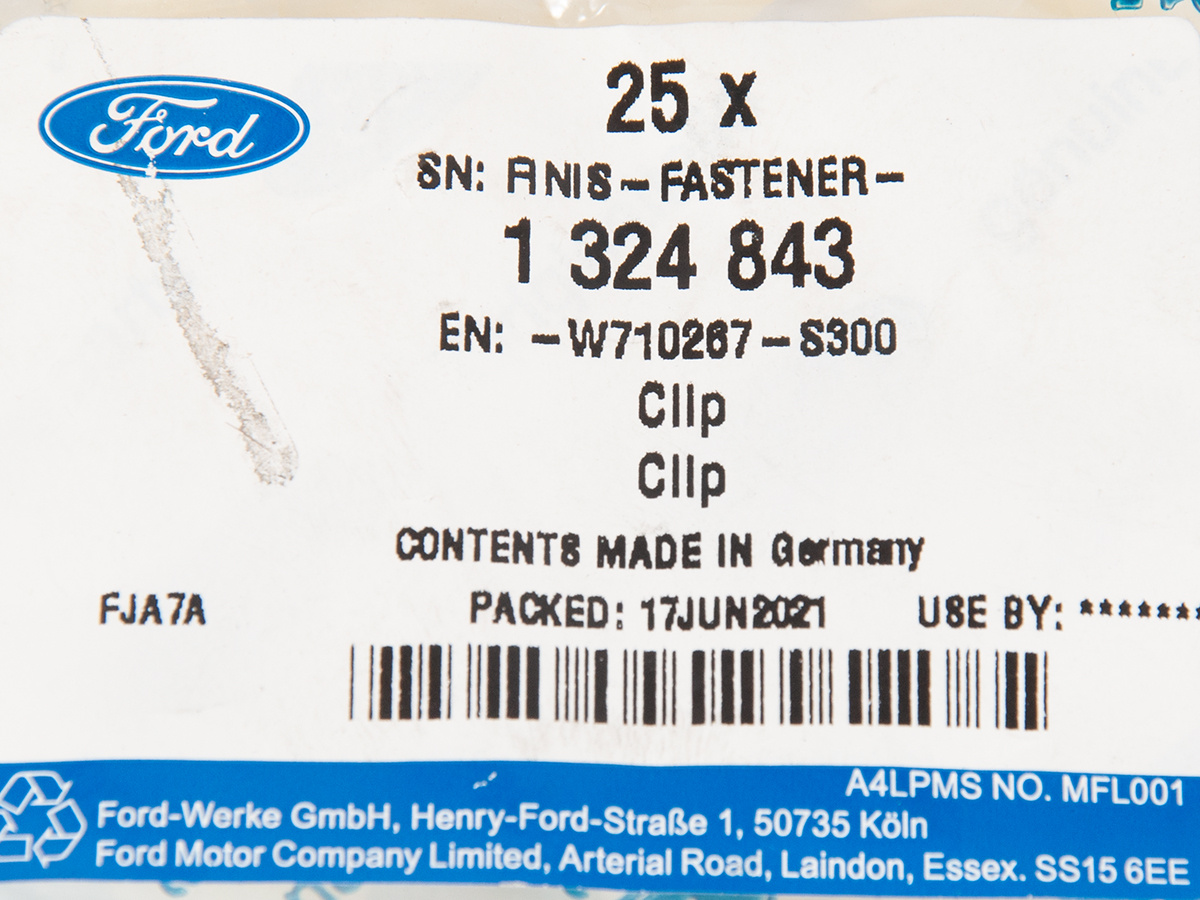 Ford
25 x
SN: FINIS-FASTENER-
1 324 843
EN: -W710267-S300
Clip
Clip
CONTENTS MADE IN Germany
FJA7A PACKED: 17JUN2021 USE BY: *******
A4LPMS NO. MFL001
Ford-Werke GmbH, Henry-Ford-Straße 1, 50735 Köln
Ford Motor Company Limited, Arterial Road, Laindon, Essex. SS15 6EE